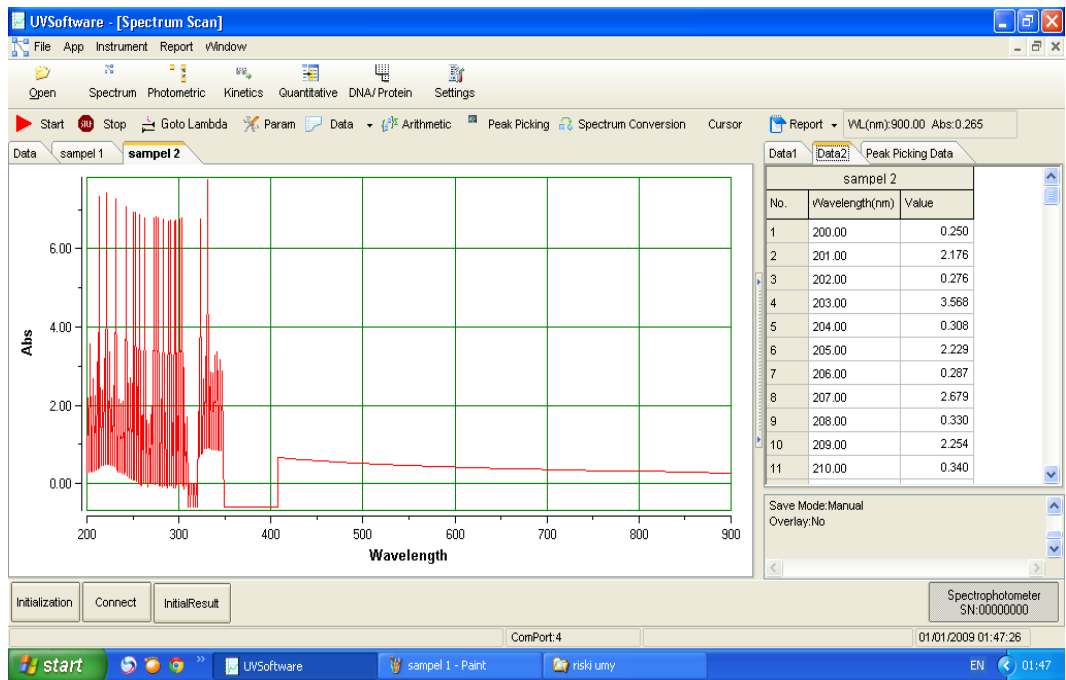 UVSoftware - [Spectrum Scan]
File App Instrument Report Window
Open Spectrum Photometric Kinetics Quantitative DNA/Protein Settings
Start Stop Goto Lambda Param Data Arithmetic Peak Picking Spectrum Conversion Cursor Report WL(nm):900.00 Abs:0.265
Data sampel 1 sampel 2
Data1 Data2 Peak Picking Data
sampel 2
No. Wavelength(nm) Value
1 200.00 0.250
2 201.00 2.176
3 202.00 0.276
4 203.00 3.568
5 204.00 0.308
6 205.00 2.229
7 206.00 0.287
8 207.00 2.679
9 208.00 0.330
10 209.00 2.254
11 210.00 0.340
Abs
6.00
4.00
2.00
0.00
200 300 400 500 600 700 800 900
Wavelength
Save Mode:Manual
Overlay:No
Initialization Connect InitialResult
Spectrophotometer
SN:00000000
ComPort:4 01/01/2009 01:47:26
start UVSoftware sampel 1 - Paint riski umy EN 01:47